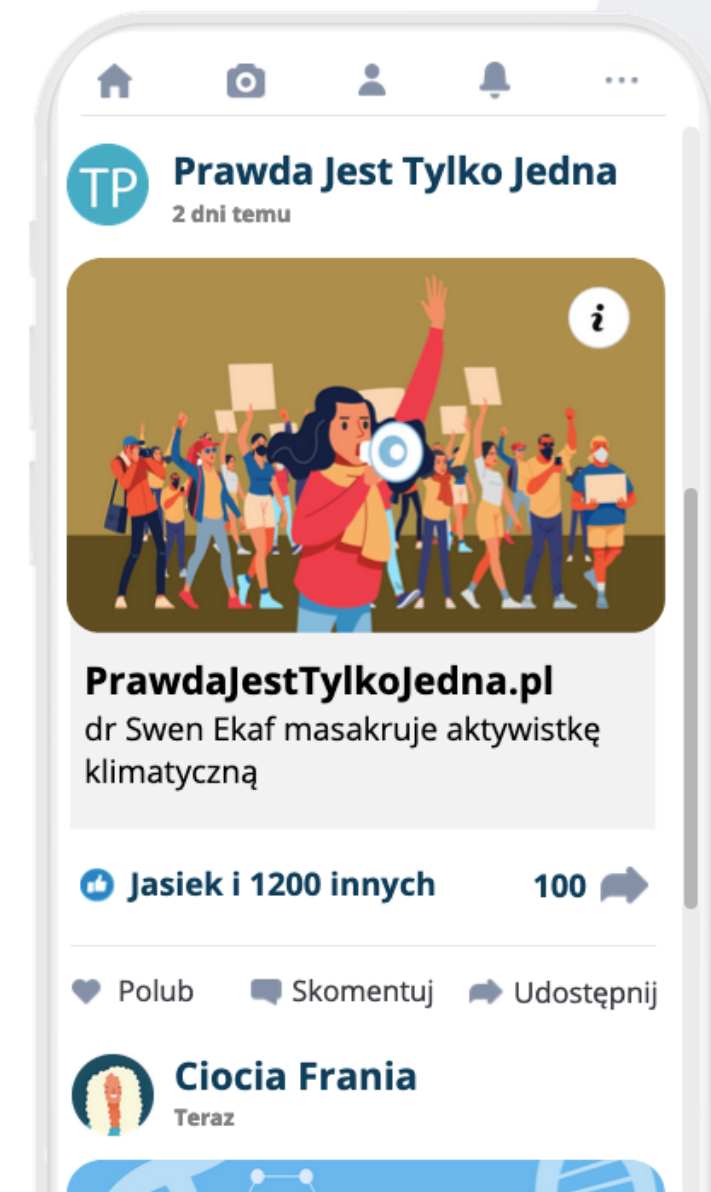 TP
Prawda Jest Tylko Jedna
2 dni temu
i
PrawdaJestTylkoJedna.pl
dr Swen Ekaf masakruje aktywistkę
klimatyczną
Jasiek i 1200 innych
100
Polub
Skomentuj
Udostępnij
Ciocia Frania
Teraz